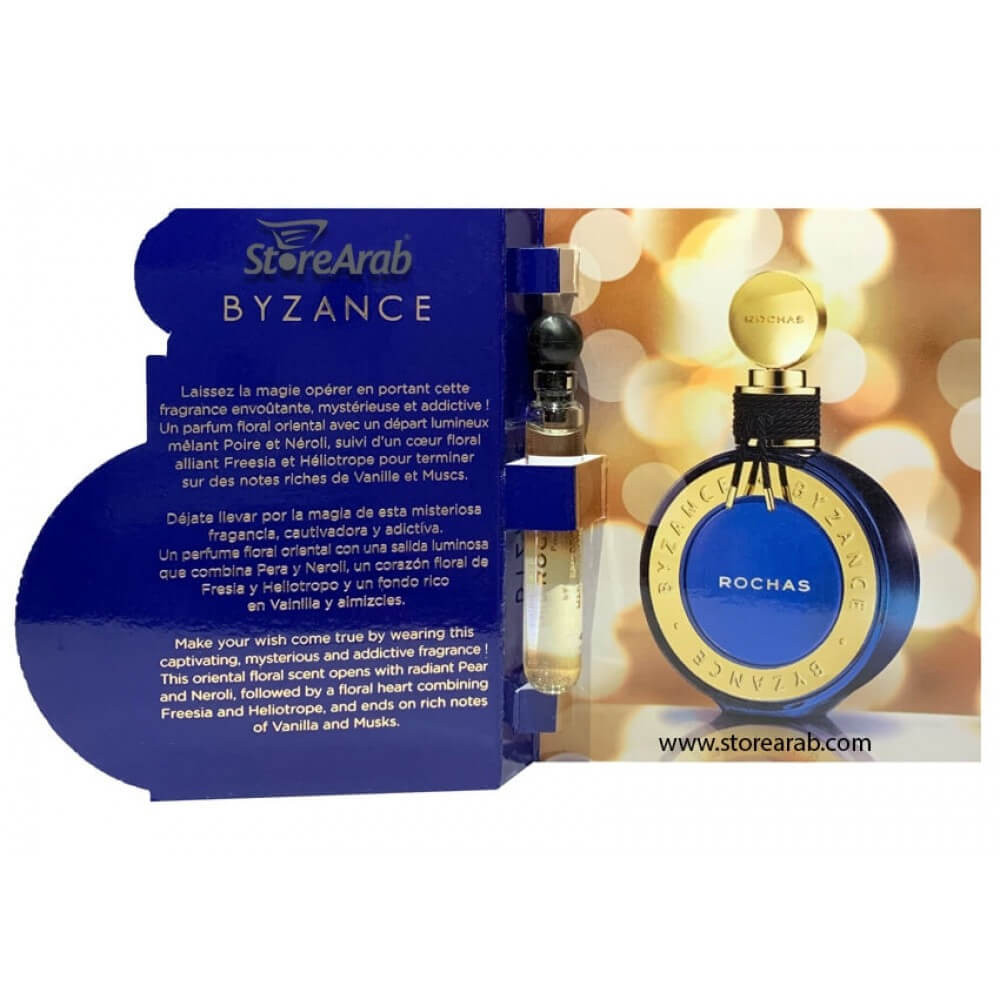 StoreArab
BYZANCE
Laissez la magie opérer en portant cette
fragrance envoûtante, mystérieuse et addictive !
Un parfum floral oriental avec un départ lumineux
mêlant Poire et Néroli, suivi d'un cœur floral
alliant Freesia et Héliotrope pour terminer
sur des notes riches de Vanille et Muscs.
Déjate llevar por la magia de esta misteriosa
fragancia, cautivadora y adictiva.
Un perfume floral oriental con una salida luminosa
que combina Pera y Neroli, un corazón floral de
Fresia y Heliotropo y un fondo rico
en Vainilla y almizcles.
Make your wish come true by wearing this
captivating, mysterious and addictive fragrance !
This oriental floral scent opens with radiant Pear
and Neroli, followed by a floral heart combining
Freesia and Heliotrope, and ends on rich notes
of Vanilla and Musks.
ROCHAS
BYZANCE · BYZANCE · BYZANCE
ROCHAS
www.storearab.com